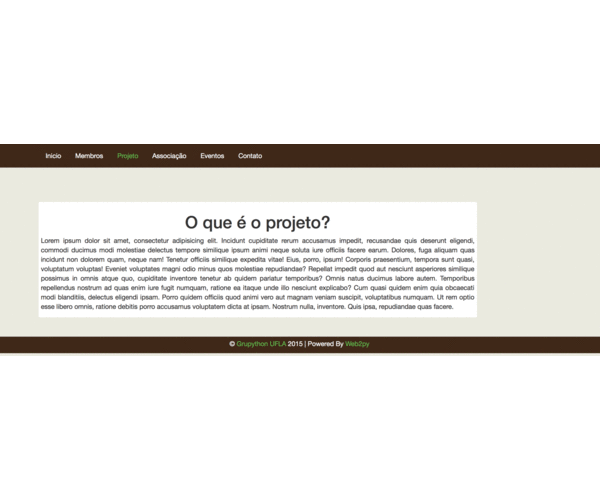 Inicio Membros Projeto Associação Eventos Contato
O que é o projeto?
Lorem ipsum dolor sit amet, consectetur adipisicing elit. Incidunt cupiditate rerum accusamus impedit, recusandae quis deserunt eligendi,
commodi ducimus modi molestiae delectus tempore similique ipsum animi neque soluta iure officiis facere earum. Dolores, fuga aliquam quas
incidunt non dolorem quam, neque nam! Tenetur officiis similique expedita vitae! Eius, porro, ipsum! Corporis praesentium, tempora sunt quasi,
voluptatum voluptas! Eveniet voluptates magni odio minus quos molestiae repudiandae? Repellat impedit quod aut nesciunt asperiores similique
possimus in omnis atque quo, cupiditate inventore tenetur ab quidem pariatur temporibus? Omnis natus ducimus labore autem. Temporibus
repellendus nostrum ad quas enim iure fugit numquam, ratione ea itaque unde illo nesciunt explicabo? Cum quasi quidem enim quia obcaecati
modi blanditiis, delectus eligendi ipsam. Porro quidem officiis quod animi vero aut magnam veniam suscipit, voluptatibus numquam. Ut rem optio
esse libero omnis, ratione debitis porro accusamus voluptatem dicta at ipsam. Nostrum nulla, inventore. Quis ipsa, repudiandae quas facere.
© Grupython UFLA 2015 | Powered By Web2py